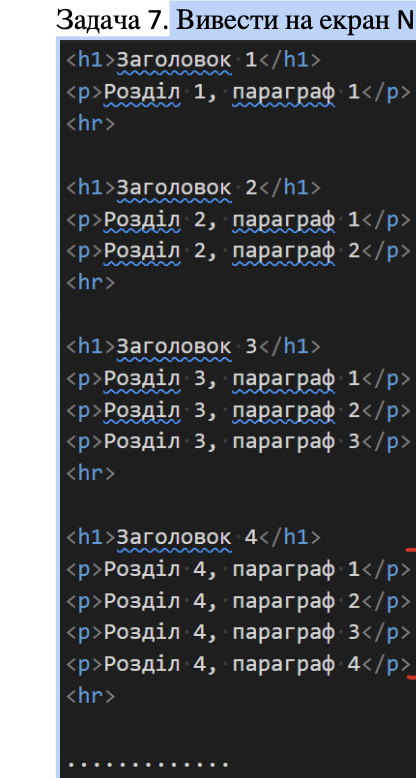 Задача 7. Вивести на екран N
<h1>Заголовок 1</h1>
<p>Розділ 1, параграф 1</p>
<hr>
<h1>Заголовок 2</h1>
<p>Розділ 2, параграф 1</p>
<p>Розділ 2, параграф 2</p>
<hr>
<h1>Заголовок 3</h1>
<p>Розділ 3, параграф 1</p>
<p>Розділ 3, параграф 2</p>
<p>Розділ 3, параграф 3</p>
<hr>
<h1>Заголовок 4</h1>
<p>Розділ 4, параграф 1</p>
<p>Розділ 4, параграф 2</p>
<p>Розділ 4, параграф 3</p>
<p>Розділ 4, параграф 4</p>
<hr>
.............